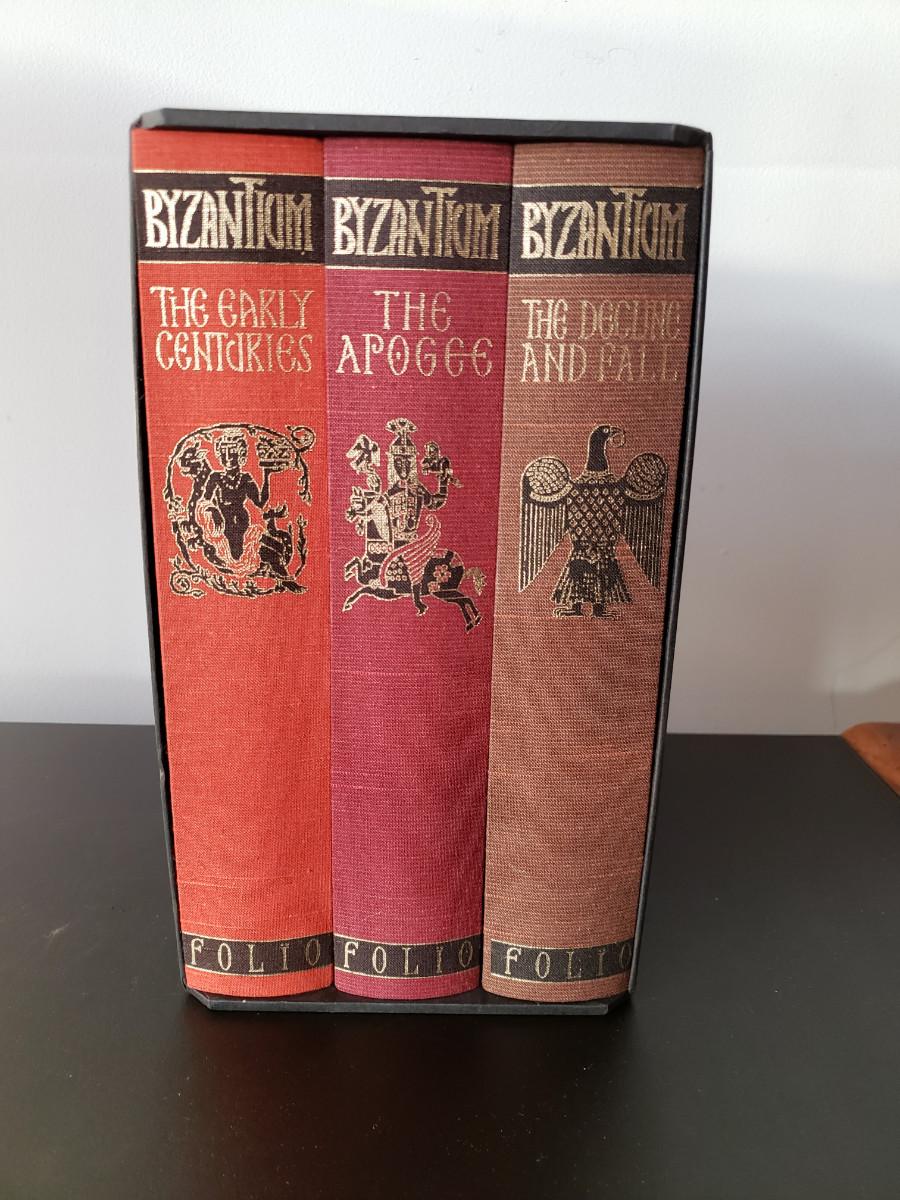 BYZANTIUM
THE EARLY
CENTURIES
FOLIO
BYZANTIUM
THE
APOGEE
FOLIO
BYZANTIUM
THE DECLINE
AND FALL
FOLIO